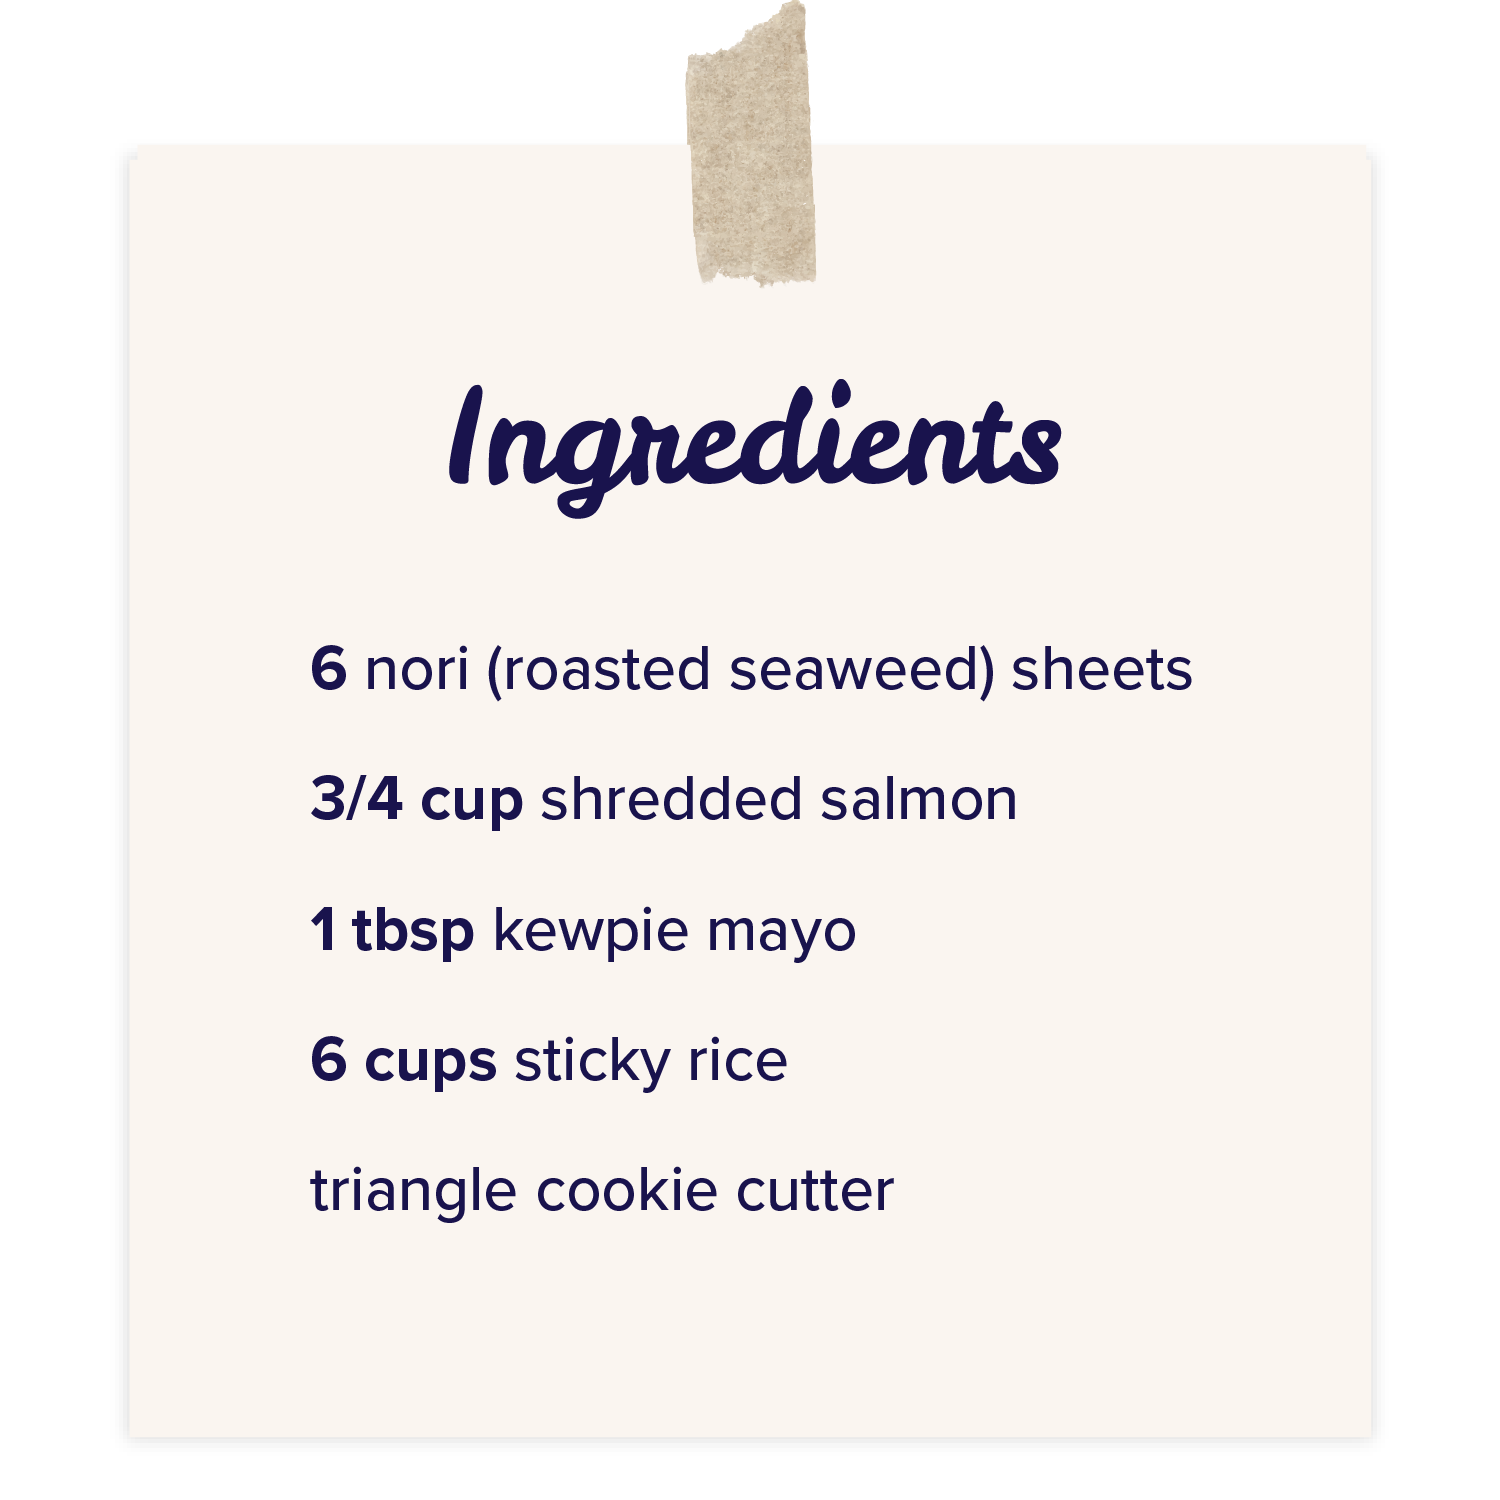 Ingredients
6 nori (roasted seaweed) sheets
3/4 cup shredded salmon
1 tbsp kewpie mayo
6 cups sticky rice
triangle cookie cutter